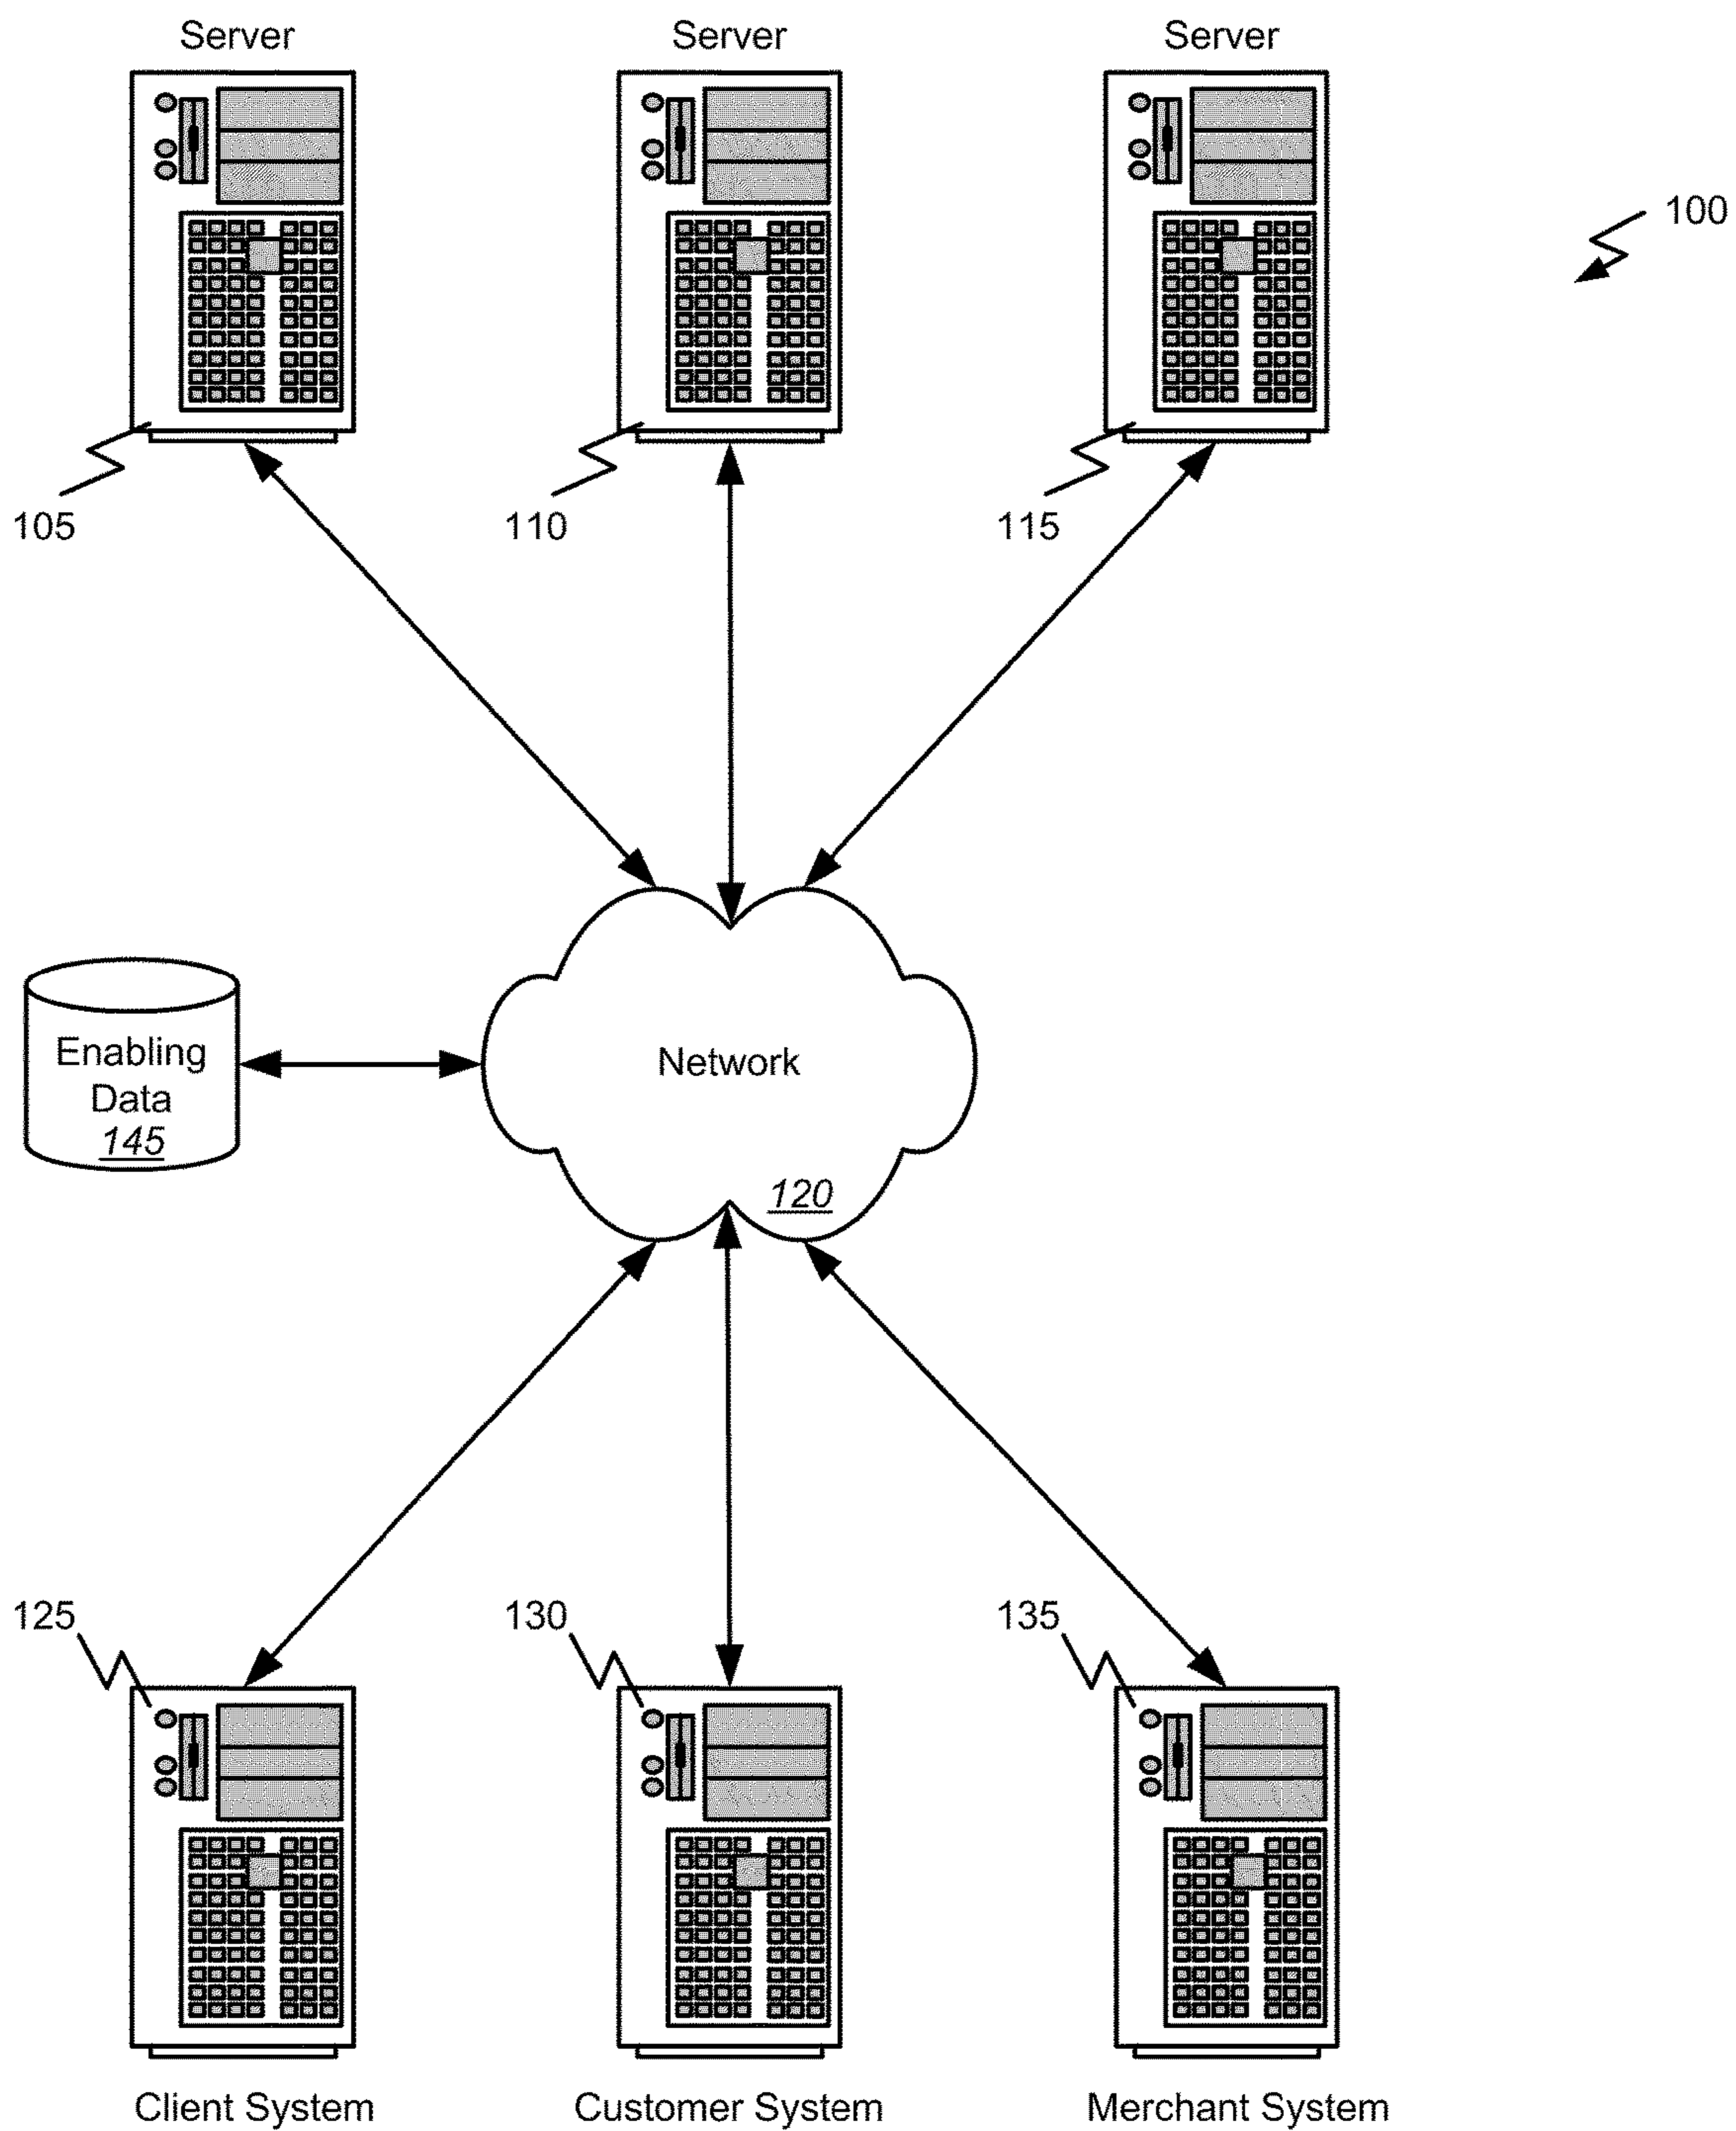 Server
Server
Server
100
105
110
115
Enabling
Data
145
Network
120
125
130
135
Client System
Customer System
Merchant System